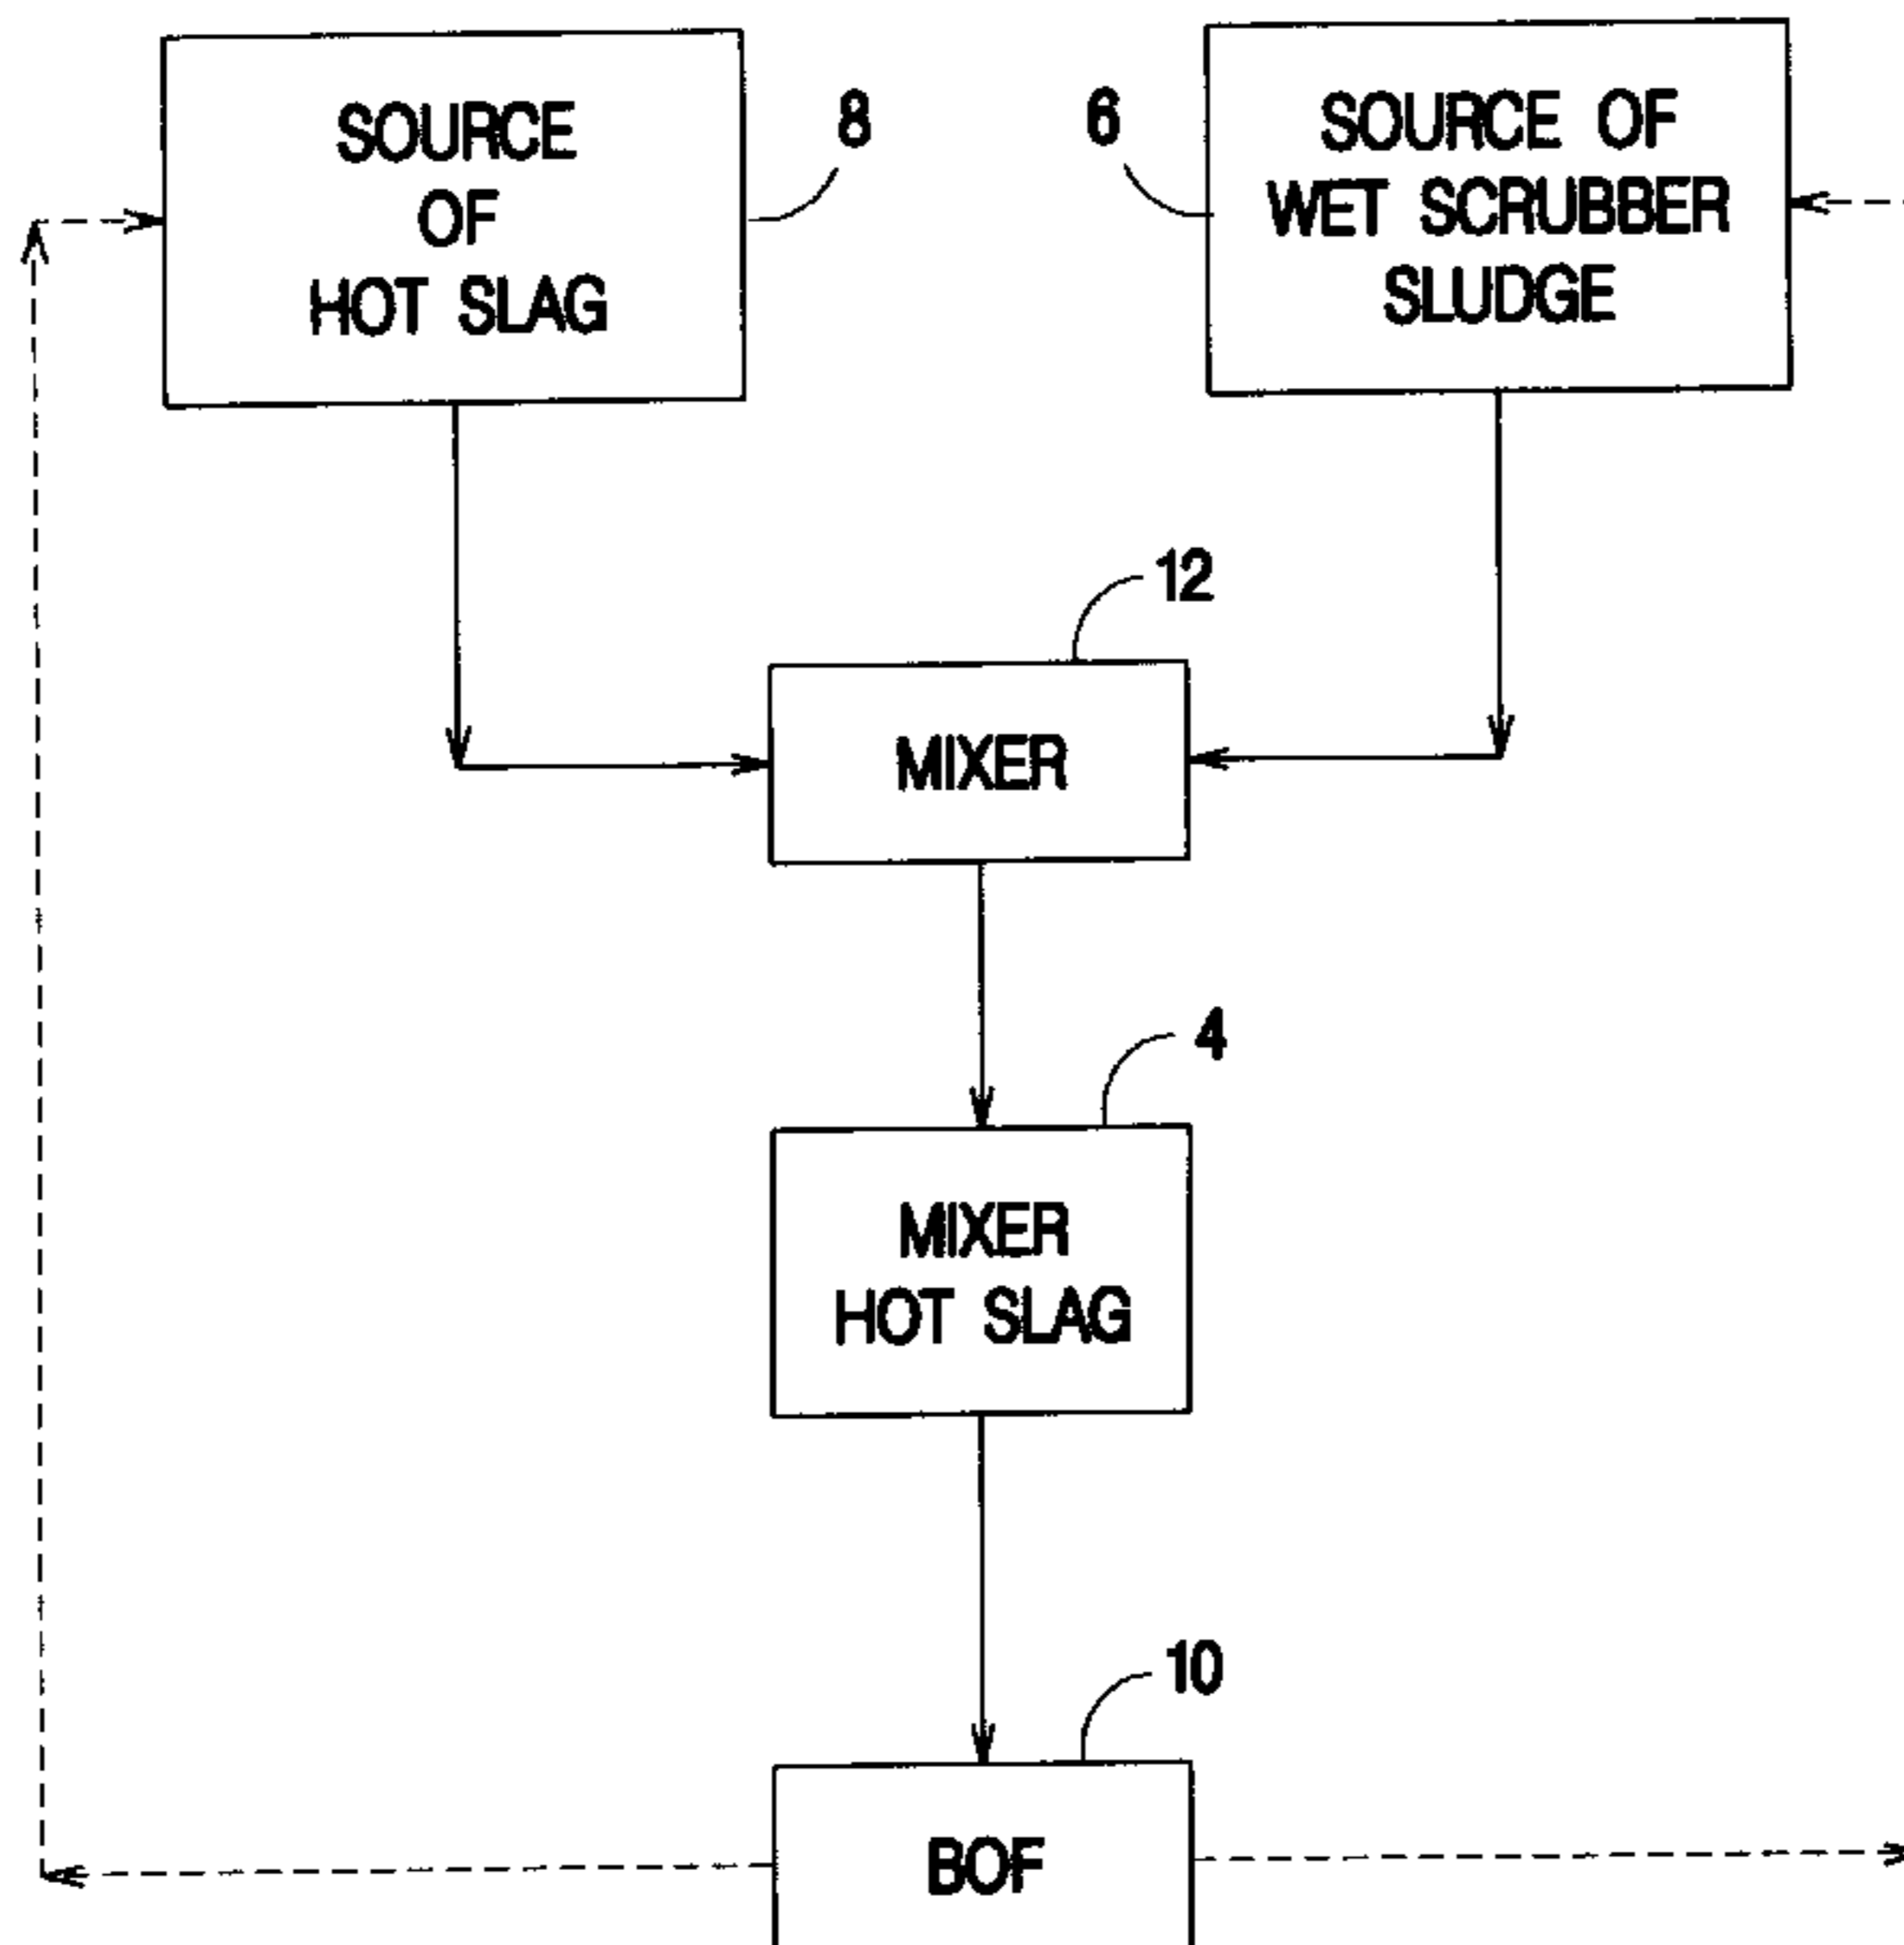 SOURCE
OF
HOT SLAG
8
6
SOURCE OF
WET SCRUBBER
SLUDGE
12
MIXER
4
MIXER
HOT SLAG
10
BOF